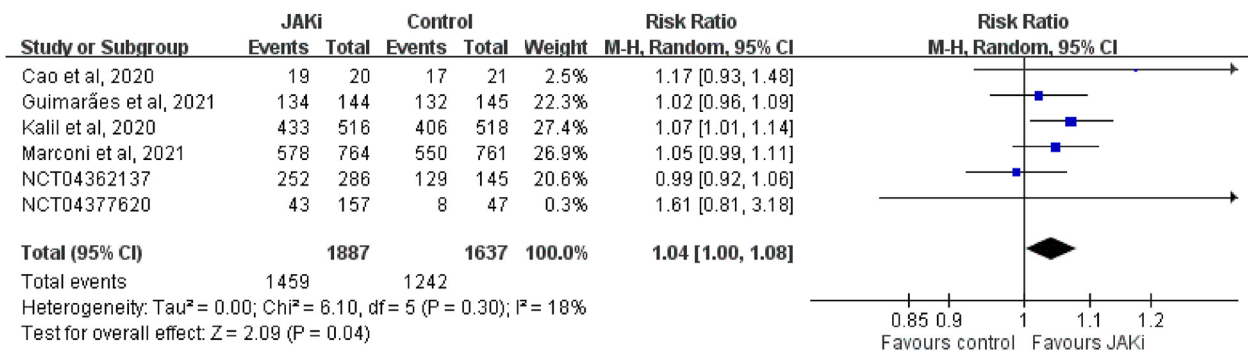 JAKi Control Risk Ratio Risk Ratio
Study or Subgroup Events Total Events Total Weight M-H, Random, 95% CI M-H, Random, 95% CI
Cao et al, 2020 19 20 17 21 2.5% 1.17 [0.93, 1.48]
Guimarães et al, 2021 134 144 132 145 22.3% 1.02 [0.96, 1.09]
Kalil et al, 2020 433 516 406 518 27.4% 1.07 [1.01, 1.14]
Marconi et al, 2021 578 764 550 761 26.9% 1.05 [0.99, 1.11]
NCT04362137 252 286 129 145 20.6% 0.99 [0.92, 1.06]
NCT04377620 43 157 8 47 0.3% 1.61 [0.81, 3.18]
Total (95% CI) 1887 1637 100.0% 1.04 [1.00, 1.08]
Total events 1459 1242
Heterogeneity: Tau² = 0.00; Chi² = 6.10, df = 5 (P = 0.30); I² = 18%
Test for overall effect: Z = 2.09 (P = 0.04)
0.85 0.9 1 1.1 1.2
Favours control Favours JAKi